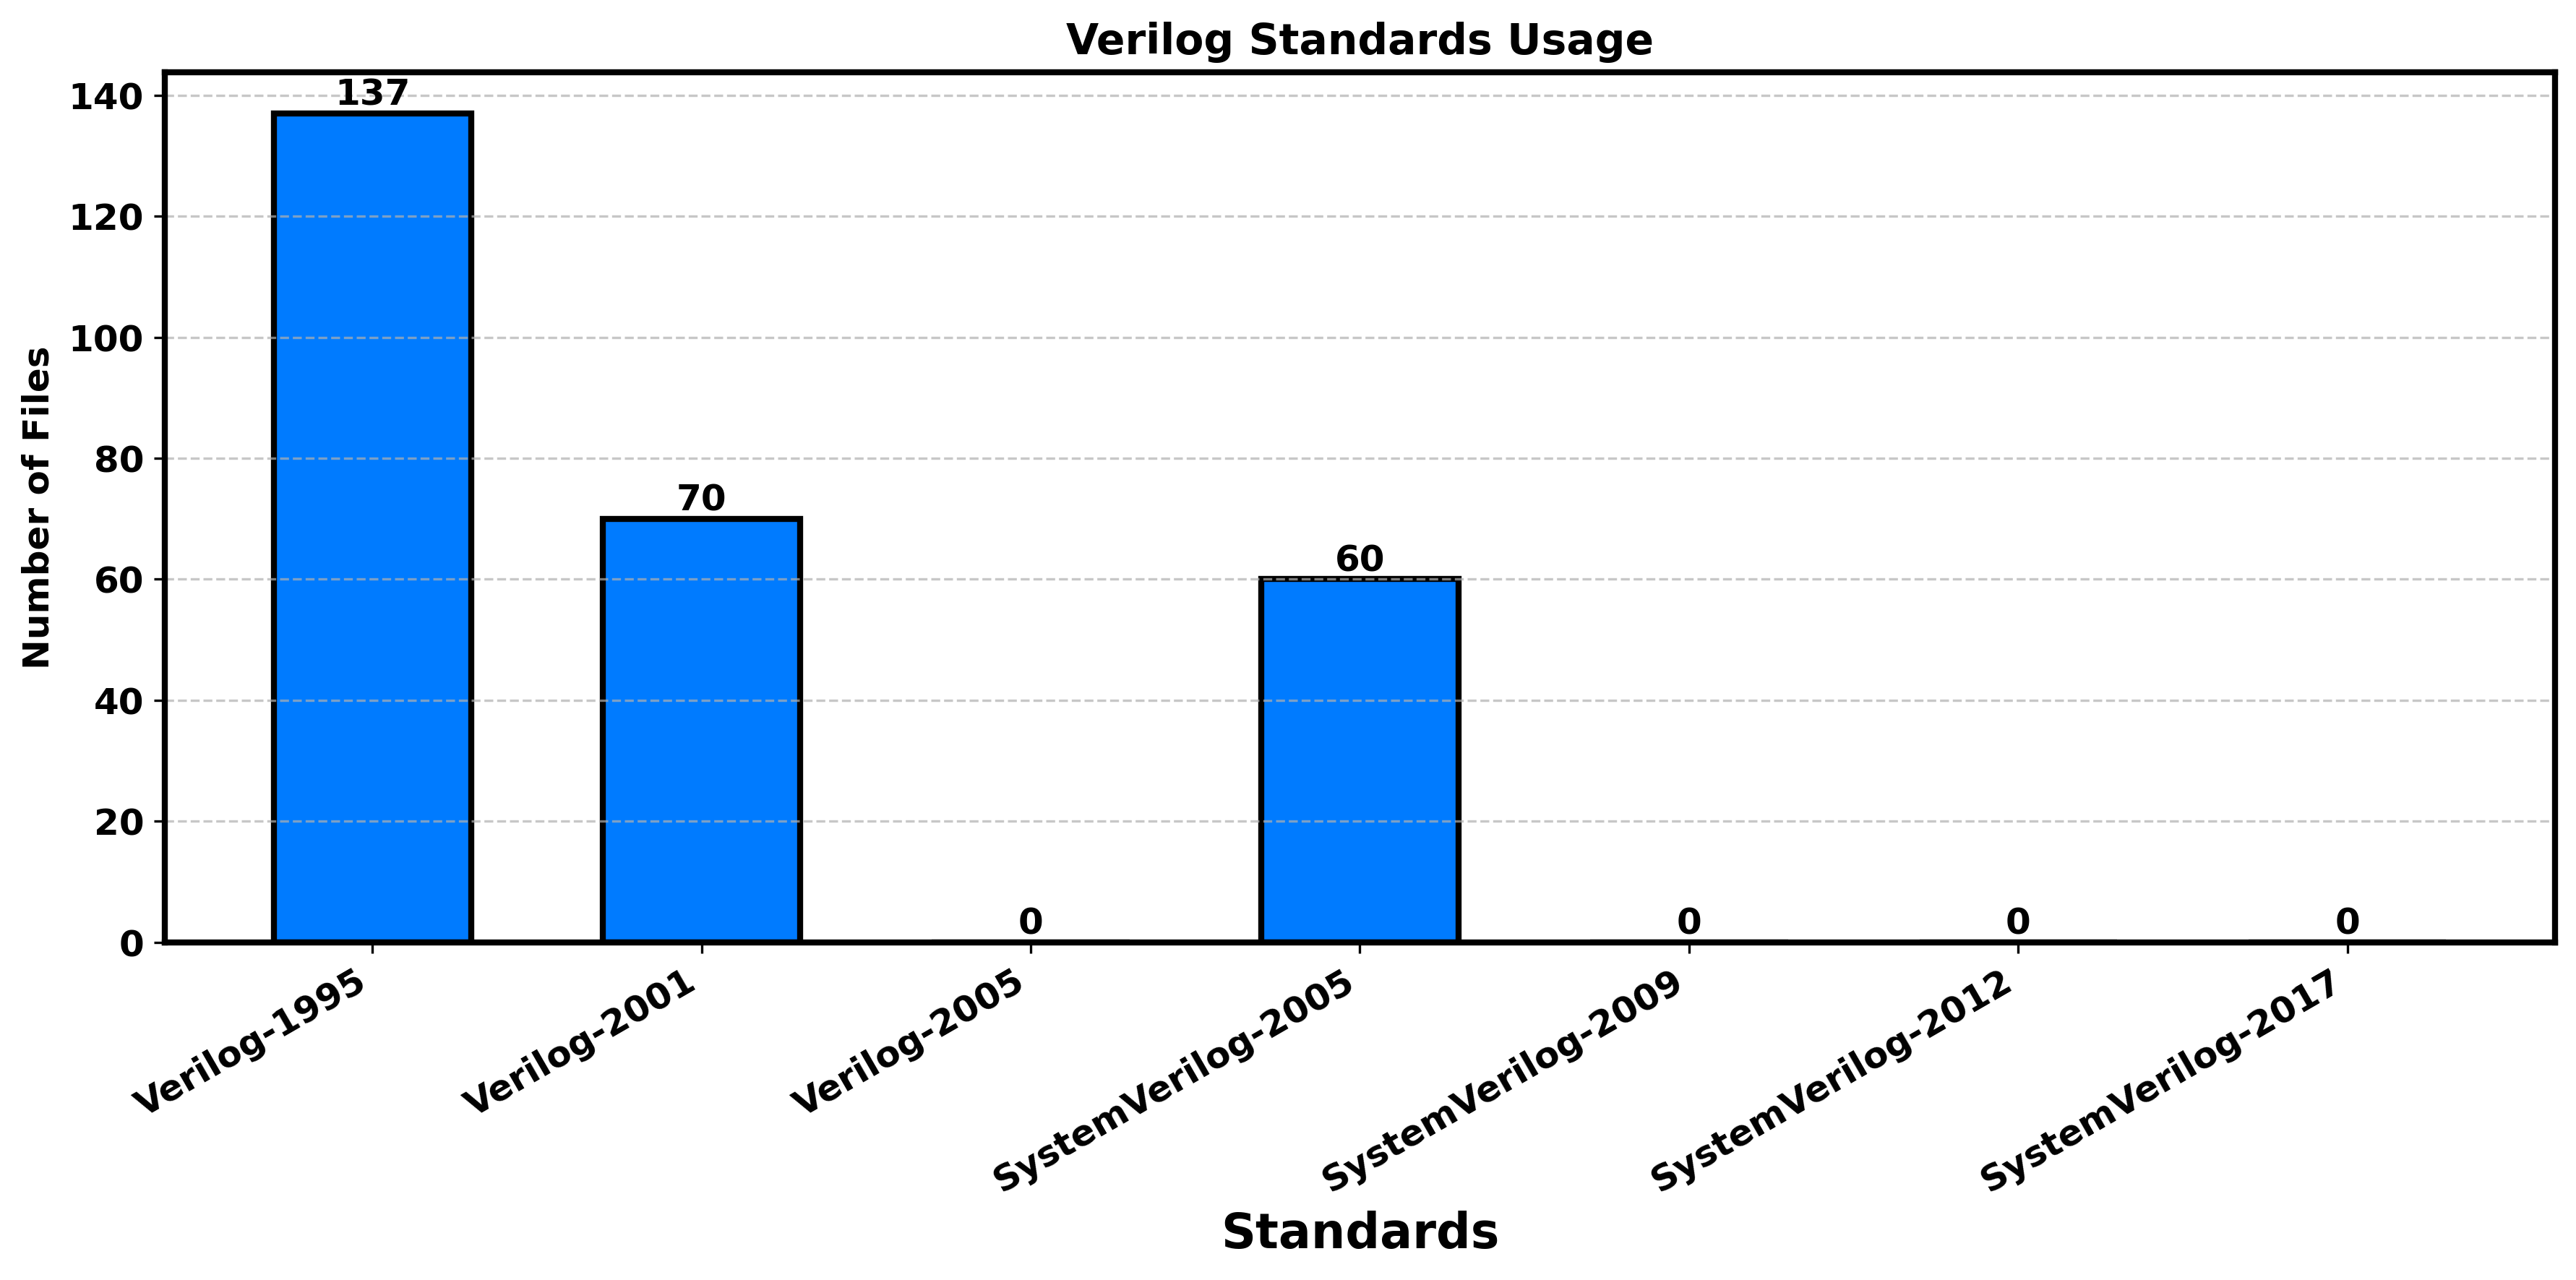 Verilog Standards Usage
Number of Files
140
120
100
80
60
40
20
0
137
70
0
60
0
0
0
Verilog-1995
Verilog-2001
Verilog-2005
SystemVerilog-2005
SystemVerilog-2009
SystemVerilog-2012
SystemVerilog-2017
Standards